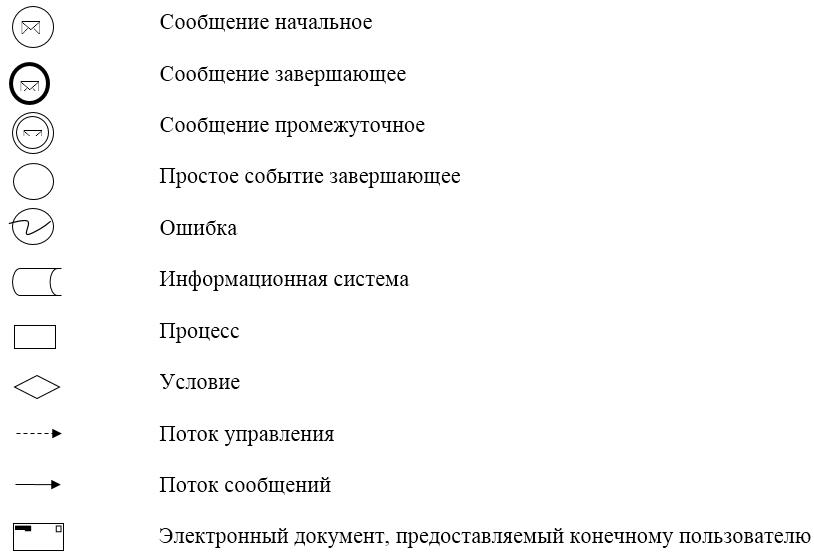 Сообщение начальное
Сообщение завершающее
Сообщение промежуточное
Простое событие завершающее
Ошибка
Информационная система
Процесс
Условие
Поток управления
Поток сообщений
Электронный документ, предоставляемый конечному пользователю